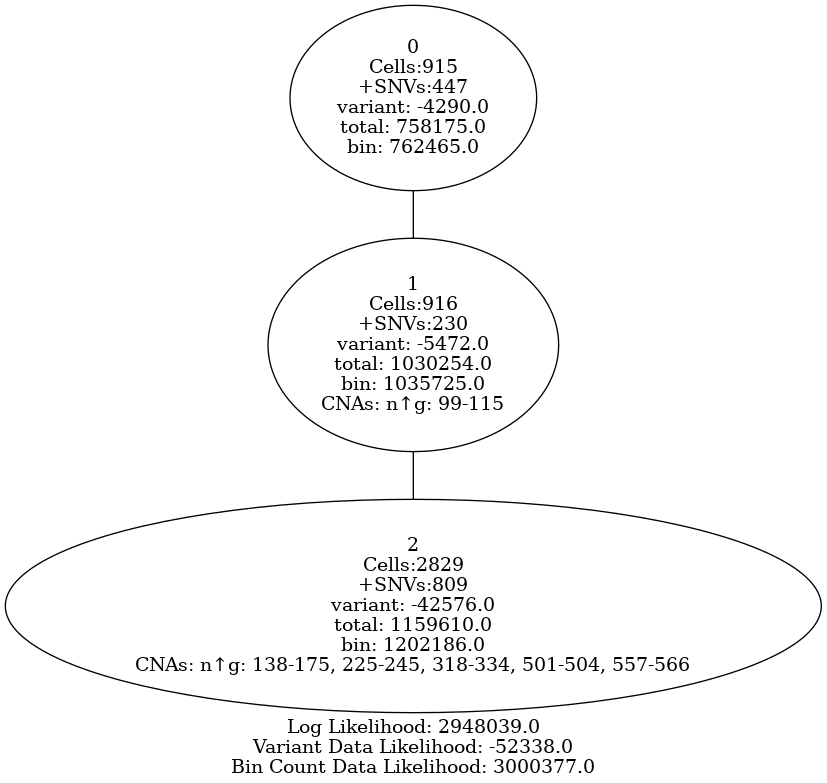 0
Cells:915
+SNVs:447
variant: -4290.0
total: 758175.0
bin: 762465.0
1
Cells:916
+SNVs:230
variant: -5472.0
total: 1030254.0
bin: 1035725.0
CNAs: n↑g: 99-115
2
Cells:2829
+SNVs:809
variant: -42576.0
total: 1159610.0
bin: 1202186.0
CNAs: n↑g: 138-175, 225-245, 318-334, 501-504, 557-566
Log Likelihood: 2948039.0
Variant Data Likelihood: -52338.0
Bin Count Data Likelihood: 3000377.0